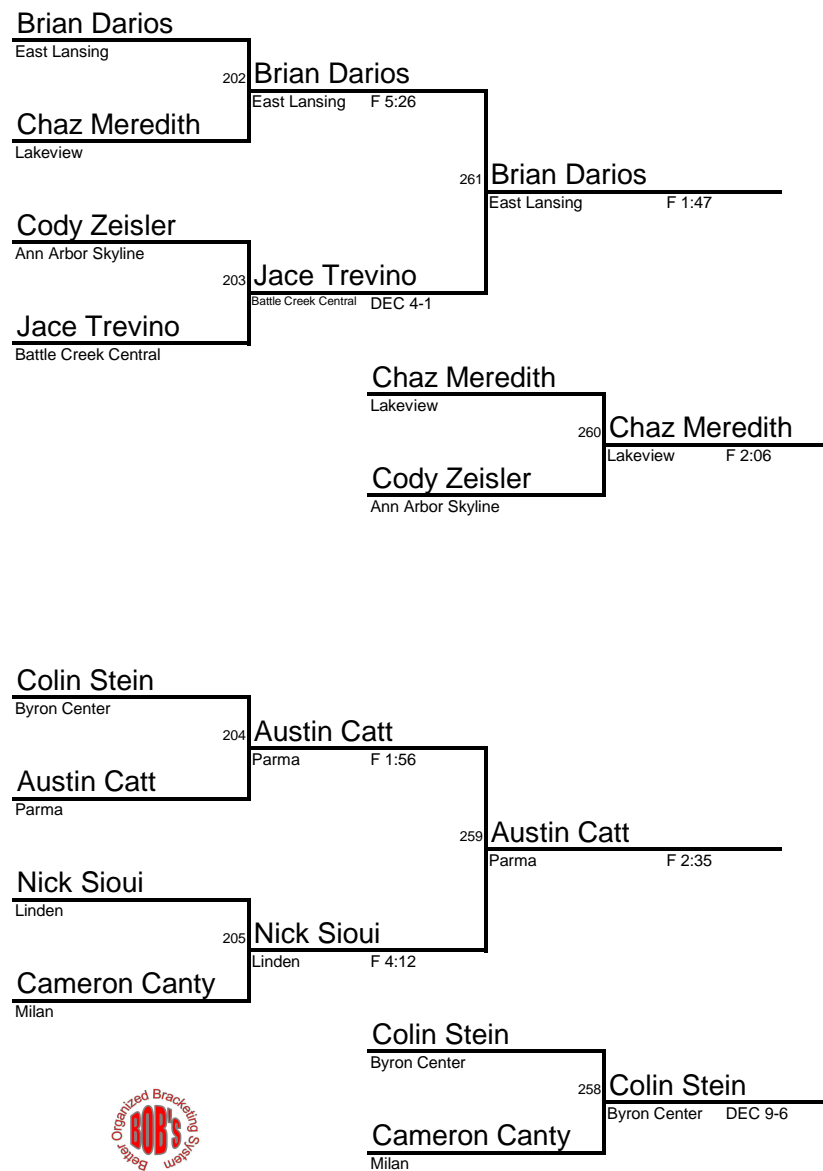 Brian Darios
East Lansing
202
Brian Darios
East Lansing F 5:26
Chaz Meredith
Lakeview
261
Brian Darios
East Lansing F 1:47
Cody Zeisler
Ann Arbor Skyline
203
Jace Trevino
Battle Creek Central DEC 4-1
Jace Trevino
Battle Creek Central
Chaz Meredith
Lakeview
260
Chaz Meredith
Lakeview F 2:06
Cody Zeisler
Ann Arbor Skyline
Colin Stein
Byron Center
204
Austin Catt
Parma F 1:56
Austin Catt
Parma
259
Austin Catt
Parma F 2:35
Nick Sioui
Linden
205
Nick Sioui
Linden F 4:12
Cameron Canty
Milan
Colin Stein
Byron Center
258
Colin Stein
Byron Center DEC 9-6
Cameron Canty
Milan
Better Organized Bracketing System
BOB's